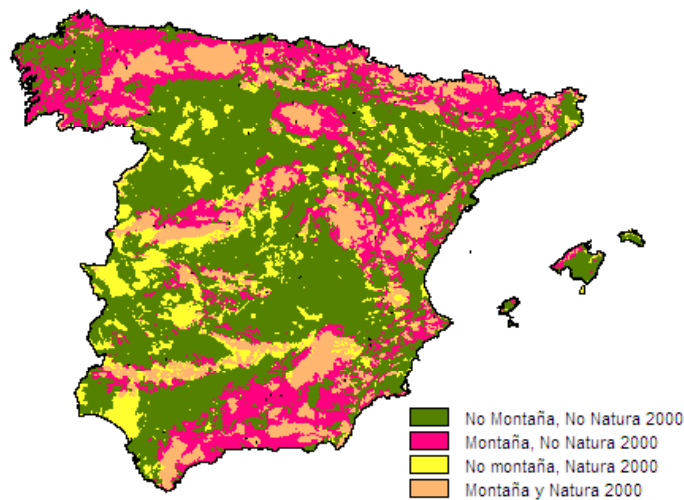 No Montaña, No Natura 2000
Montaña, No Natura 2000
No montaña, Natura 2000
Montaña y Natura 2000